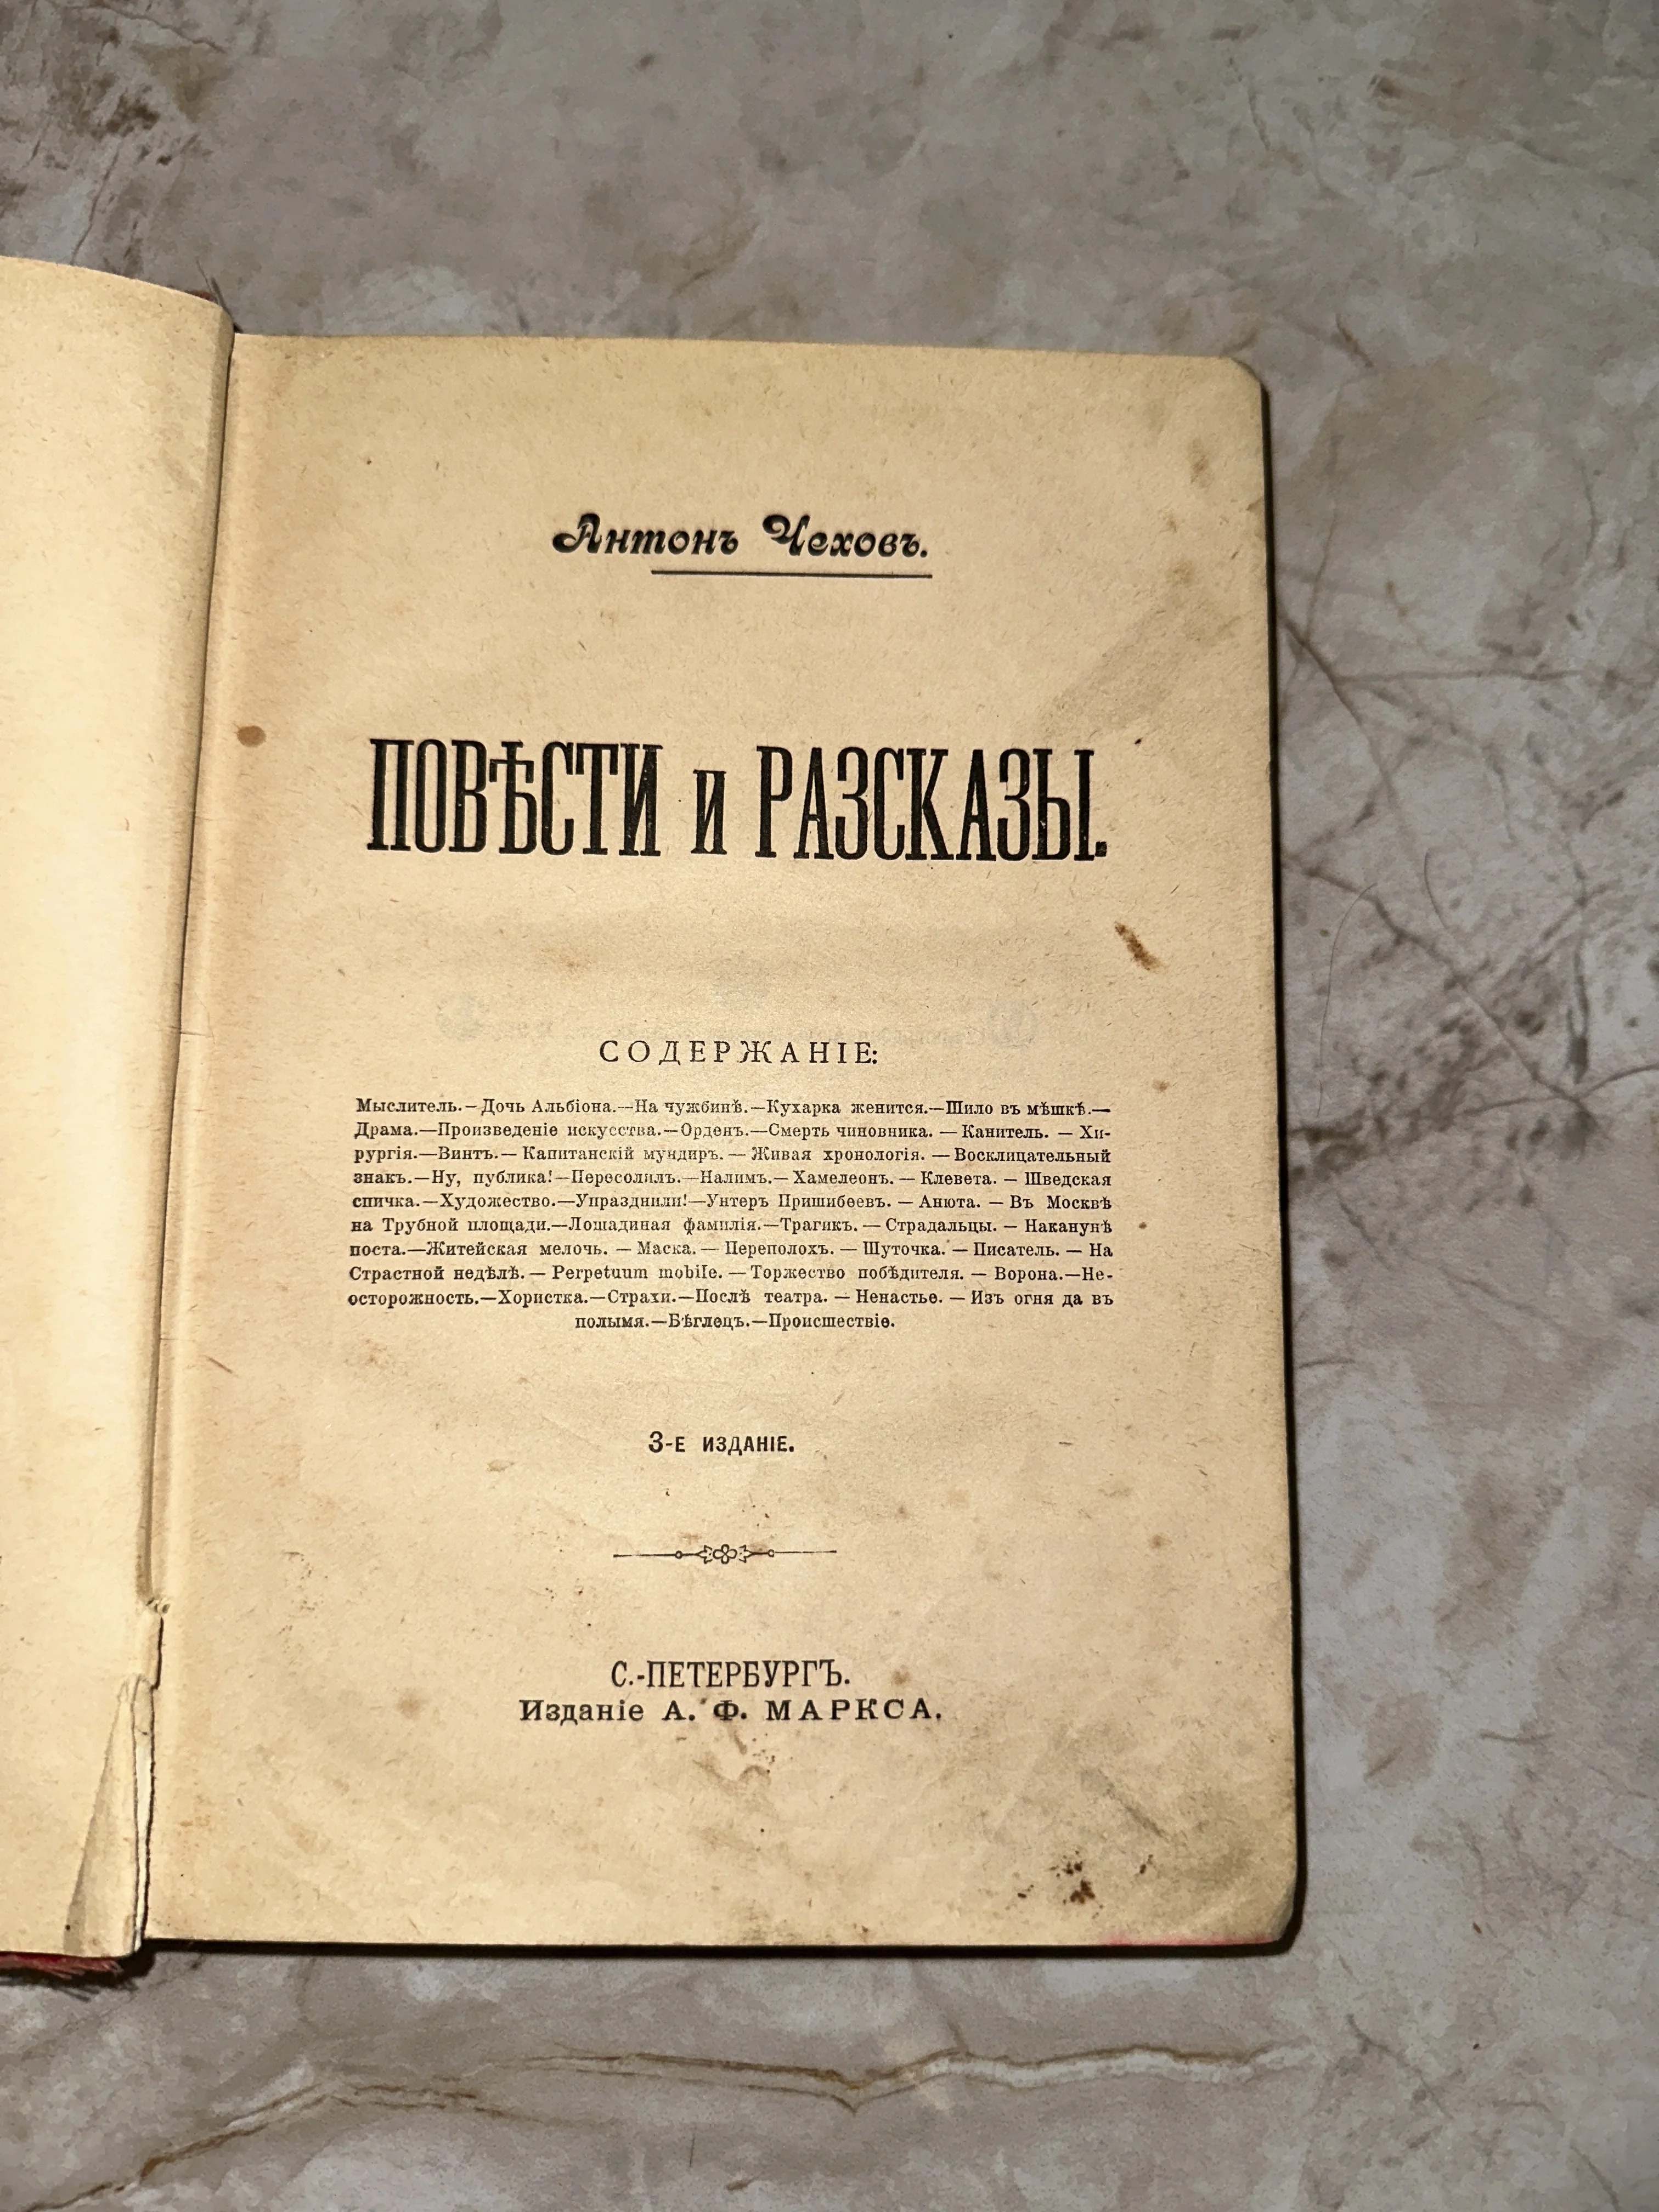 Антонъ Чеховъ.
ПОВѢСТИ и РАЗСКАЗЫ.
СОДЕРЖАНІЕ:
Мыслитель.—Дочь Альбіона.—На чужбинѣ.—Кухарка женится.—Шило въ мѣшкѣ.—
Драма.—Произведеніе искусства.—Орденъ.—Смерть чиновника. — Канитель. — Хи-
рургія.—Винтъ.— Капитанскій мундиръ. — Живая хронологія. — Восклицательный
знакъ.—Ну, публика!—Пересолилъ.—Налимъ.— Хамелеонъ. — Клевета. — Шведская
спичка.—Художество.—Упразднили!—Унтеръ Пришибеевъ. — Анюта. — Въ Москвѣ
на Трубной площади.—Лошадиная фамилія.—Трагикъ. — Страдальцы. — Наканунѣ
поста.—Житейская мелочь. — Маска. — Переполохъ. — Шуточка. — Писатель. — На
Страстной недѣлѣ. — Perpetuum mobile. — Торжество побѣдителя. — Ворона.—Не-
осторожность.—Хористка.—Страхи.—Послѣ театра. — Ненастье. — Изъ огня да въ
полымя.—Бѣглецъ.—Происшествіе.
3-Е ИЗДАНІЕ.
С.-ПЕТЕРБУРГЪ.
Изданіе А. Ф. МАРКСА.